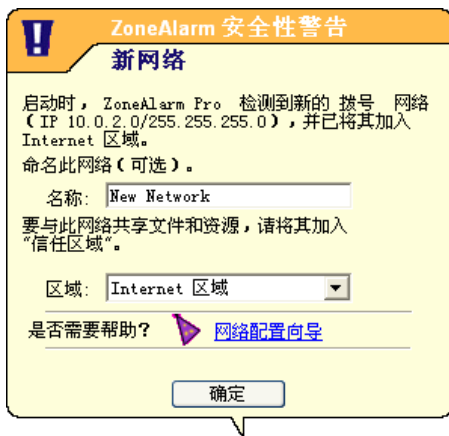 ZoneAlarm 安全性警告
新网络
启动时， ZoneAlarm Pro 检测到新的 拨号 网络
( IP 10.0.2.0/255.255.255.0 )，并已将其加入
Internet 区域。
命名此网络( 可选 )。
名称: New Network
要与此网络共享文件和资源，请将其加入
“信任区域”。
区域: Internet 区域
是否需要帮助? 网络配置向导
确定